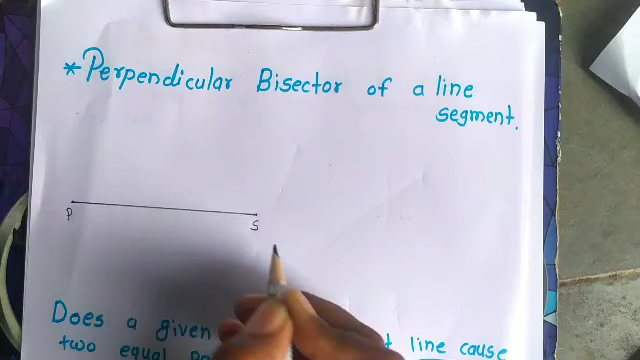 *Perpendicular Bisector of a line
segment.
P
S
Does a given line cause
two equal